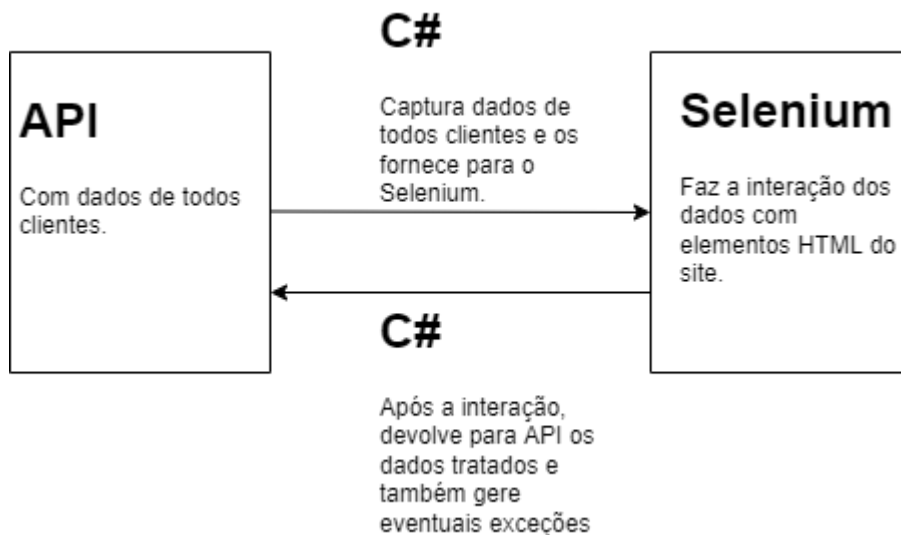 API
Com dados de todos
clientes.
C#
Captura dados de
todos clientes e os
fornece para o
Selenium.
C#
Após a interação,
devolve para API os
dados tratados e
também gere
eventuais exceções
Selenium
Faz a interação dos
dados com
elementos HTML do
site.